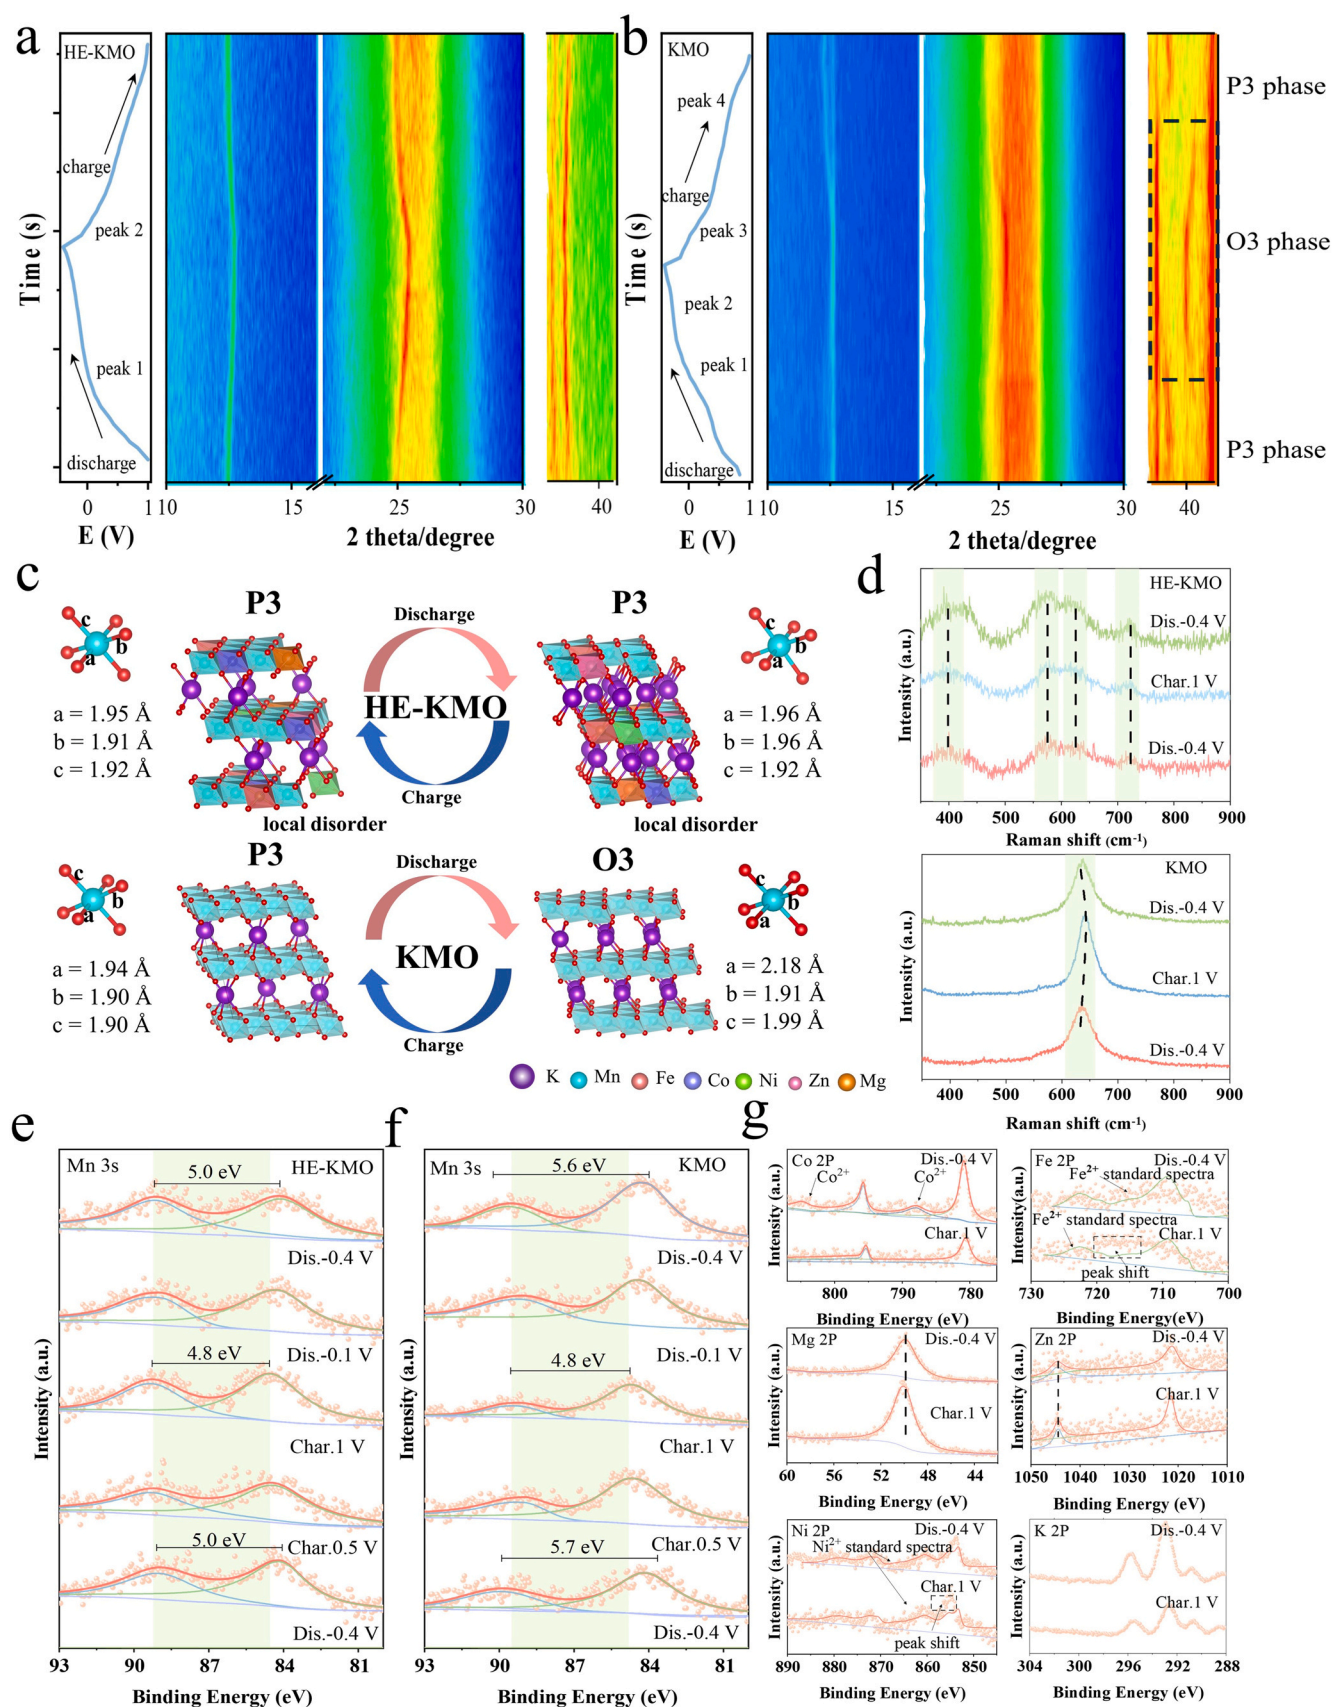 a
HE-KMO
charge
peak 2
peak 1
discharge
Time (s)
0
1
E (V)
10
15
25
30
40
2 theta/degree
b
KMO
peak 4
charge
peak 3
peak 2
peak 1
discharge
Time (s)
0
1
E (V)
10
15
25
30
40
2 theta/degree
P3 phase
O3 phase
P3 phase
c
P3
Discharge
P3
c
b
a
c
b
a
HE-KMO
a = 1.95 Å
b = 1.91 Å
c = 1.92 Å
a = 1.96 Å
b = 1.96 Å
c = 1.92 Å
Charge
local disorder
local disorder
P3
Discharge
O3
c
b
a
c
b
a
KMO
a = 1.94 Å
b = 1.90 Å
c = 1.90 Å
a = 2.18 Å
b = 1.91 Å
c = 1.99 Å
Charge
K Mn Fe Co Ni Zn Mg
d
HE-KMO
Dis.-0.4 V
Char.1 V
Dis.-0.4 V
Intensity (a.u.)
400 500 600 700 800 900
Raman shift (cm-1)
KMO
Dis.-0.4 V
Char.1 V
Dis.-0.4 V
Intensity (a.u.)
400 500 600 700 800 900
Raman shift (cm-1)
e
Mn 3s
HE-KMO
5.0 eV
Dis.-0.4 V
Dis.-0.1 V
4.8 eV
Char.1 V
Char.0.5 V
5.0 eV
Dis.-0.4 V
Intensity (a.u.)
93 90 87 84 81
Binding Energy (eV)
f
Mn 3s
KMO
5.6 eV
Dis.-0.4 V
Dis.-0.1 V
4.8 eV
Char.1 V
Char.0.5 V
5.7 eV
Dis.-0.4 V
Intensity (a.u.)
93 90 87 84 81
Binding Energy (eV)
g
Co 2P
Dis.-0.4 V
Co2+
Co2+
Char.1 V
Intensity (a.u.)
800 790 780
Binding Energy (eV)
Fe 2P
Dis.-0.4 V
Fe2+ standard spectra
Fe2+ standard spectra
Char.1 V
peak shift
Intensity(a.u.)
730 720 710 700
Binding Energy(eV)
Mg 2P
Dis.-0.4 V
Char.1 V
Intensity (a.u.)
60 56 52 48 44
Binding Energy (eV)
Zn 2P
Dis.-0.4 V
Char.1 V
Intensity (a.u.)
1050 1040 1030 1020 1010
Binding Energy (eV)
Ni 2P
Dis.-0.4 V
Ni2+ standard spectra
Char.1 V
peak shift
Intensity (a.u.)
890 880 870 860 850
Binding Energy (eV)
K 2P
Dis.-0.4 V
Char.1 V
Intensity (a.u.)
304 300 296 292 288
Binding Energy (eV)